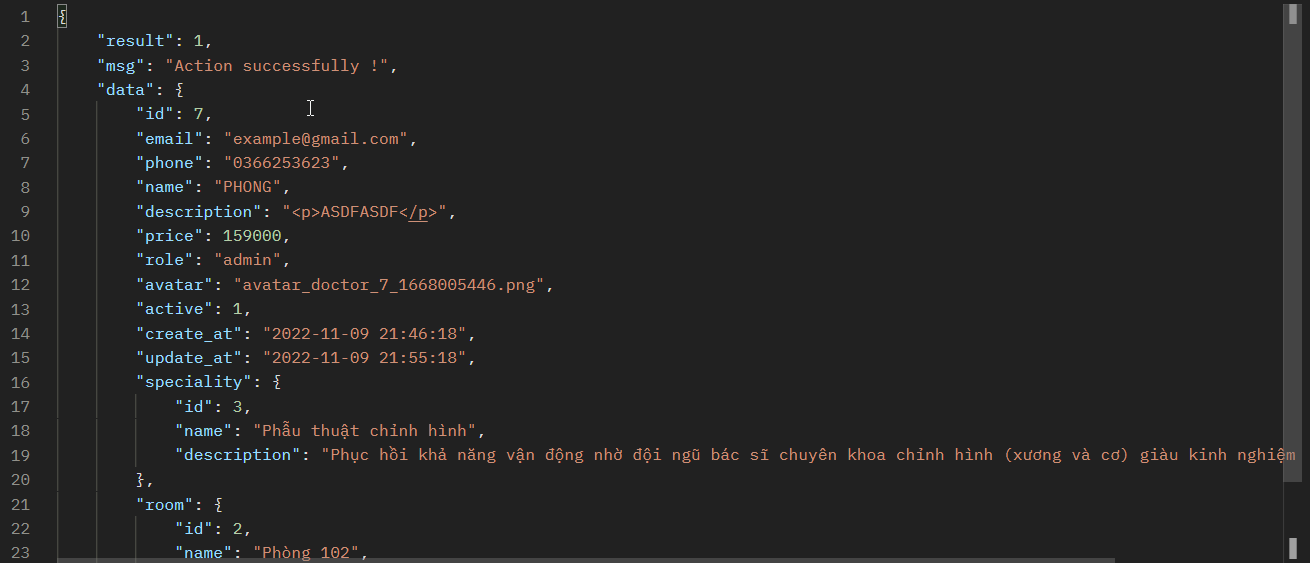 1 {
2 "result": 1,
3 "msg": "Action successfully !",
4 "data": {
5 "id": 7,
6 "email": "example@gmail.com",
7 "phone": "0366253623",
8 "name": "PHONG",
9 "description": "<p>ASDFASDF</p>",
10 "price": 159000,
11 "role": "admin",
12 "avatar": "avatar_doctor_7_1668005446.png",
13 "active": 1,
14 "create_at": "2022-11-09 21:46:18",
15 "update_at": "2022-11-09 21:55:18",
16 "speciality": {
17 "id": 3,
18 "name": "Phẫu thuật chỉnh hình",
19 "description": "Phục hồi khả năng vận động nhờ đội ngũ bác sĩ chuyên khoa chỉnh hình (xương và cơ) giàu kinh nghiệm
20 },
21 "room": {
22 "id": 2,
23 "name": "Phòng 102",